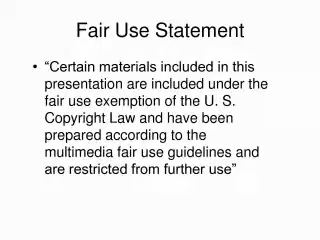 Fair Use Statement
• “Certain materials included in this
presentation are included under the
fair use exemption of the U. S.
Copyright Law and have been
prepared according to the
multimedia fair use guidelines and
are restricted from further use”